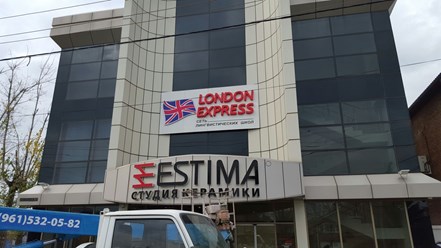 LONDON
EXPRESS
СЕТЬ
ЛИНГВИСТИЧЕСКИХ ШКОЛ
ESTIMA
СТУДИЯ КЕРАМИКИ
(961)532-05-82